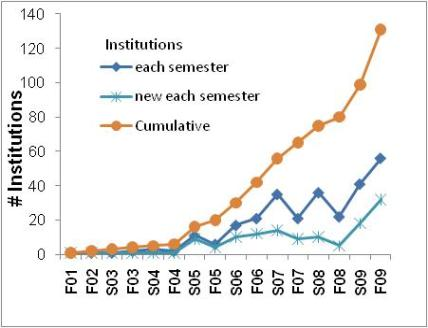 140
120
100
80
60
40
20
0
# Institutions
Institutions
each semester
new each semester
Cumulative
F01 F02 S03 F03 S04 F04 S05 F05 S06 F06 S07 F07 S08 F08 S09 F09